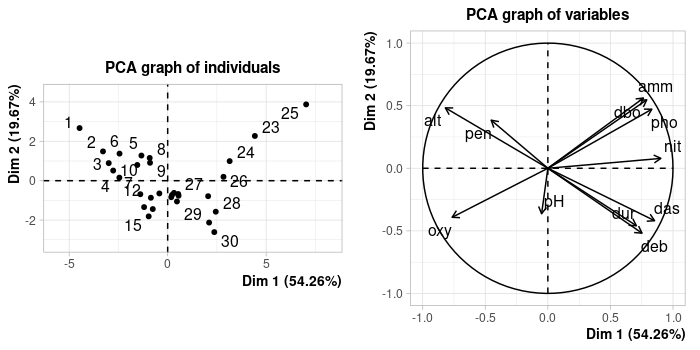 PCA graph of individuals
Dim 2 (19.67%)
4
2
0
-2
-5
0
5
Dim 1 (54.26%)
1
2
3
4
5
6
7
8
9
10
12
15
23
24
25
26
27
28
29
30
PCA graph of variables
Dim 2 (19.67%)
1.0
0.5
0.0
-0.5
-1.0
-1.0
-0.5
0.0
0.5
1.0
Dim 1 (54.26%)
amm
dbo
pho
nit
alt
pen
pH
oxy
dur
das
deb